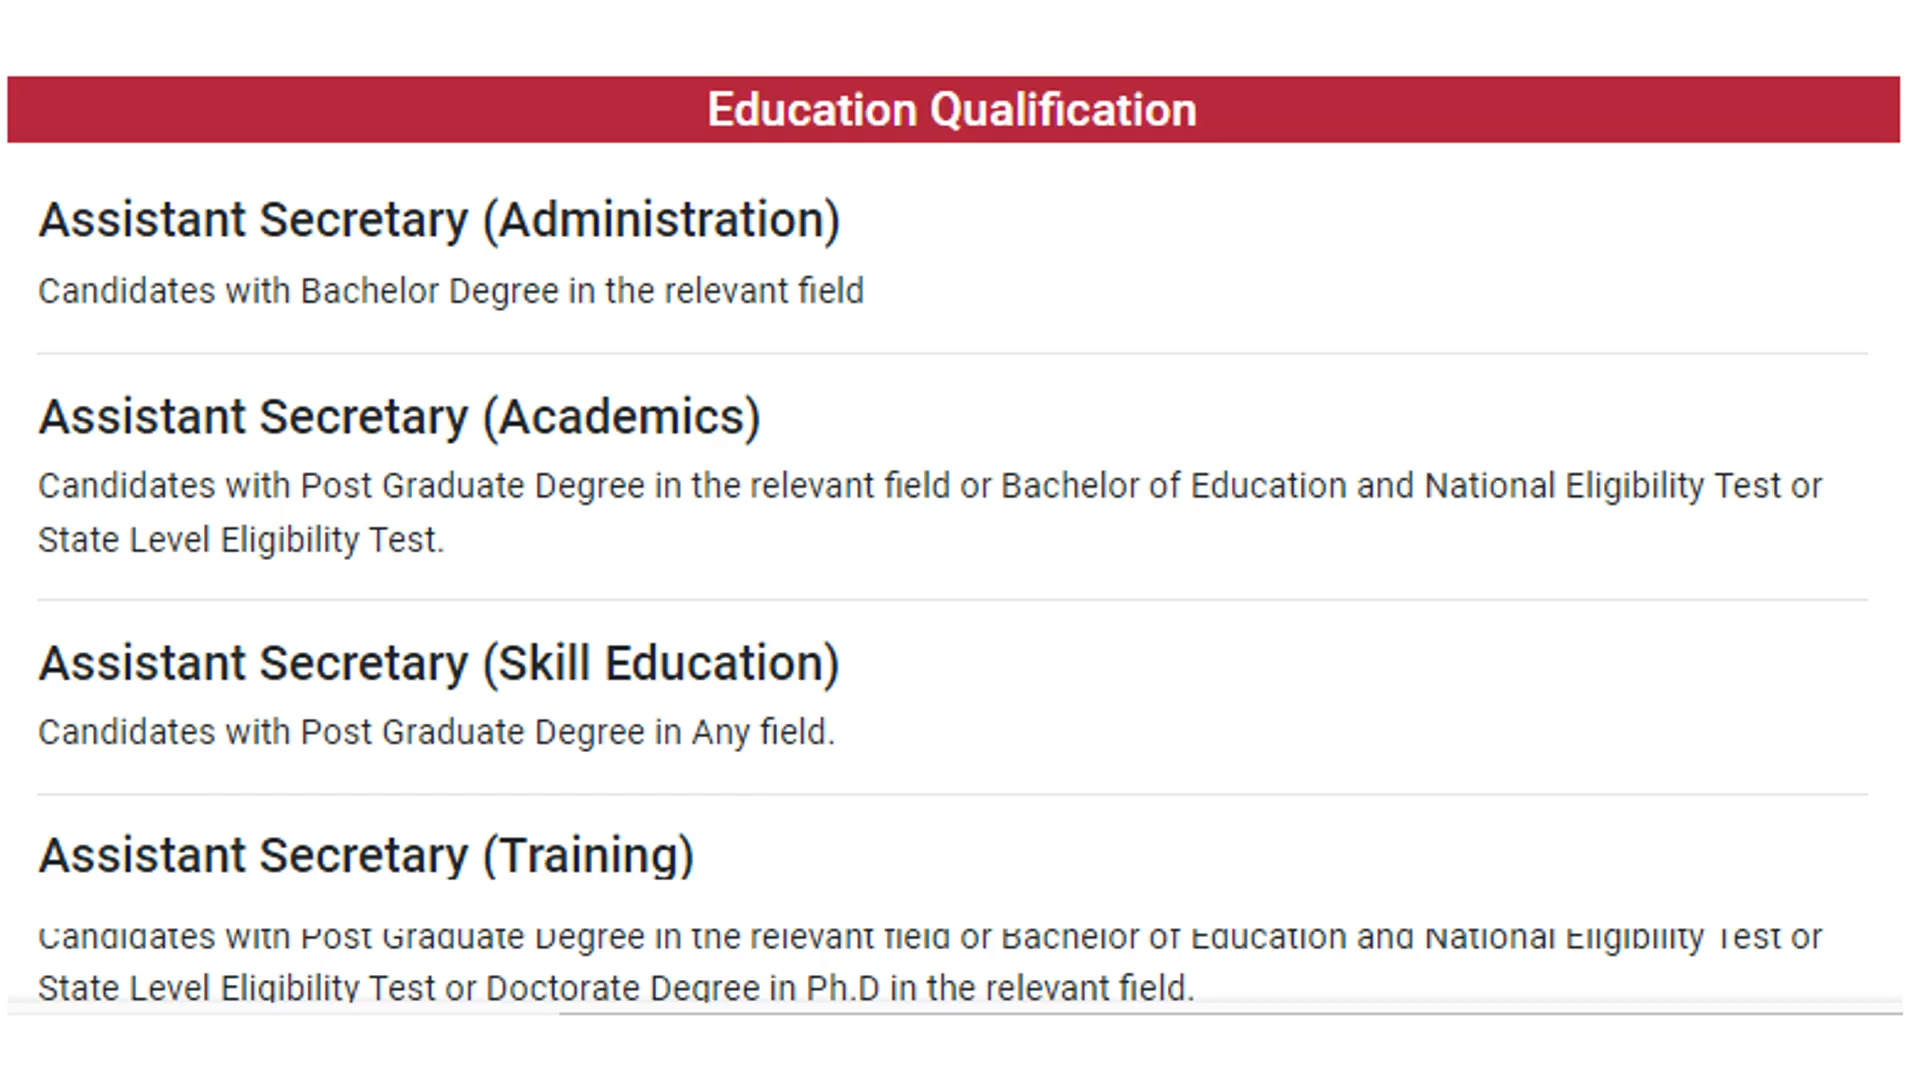 Education Qualification
Assistant Secretary (Administration)
Candidates with Bachelor Degree in the relevant field
Assistant Secretary (Academics)
Candidates with Post Graduate Degree in the relevant field or Bachelor of Education and National Eligibility Test or
State Level Eligibility Test.
Assistant Secretary (Skill Education)
Candidates with Post Graduate Degree in Any field.
Assistant Secretary (Training)
Candidates with Post Graduate Degree in the relevant field or Bachelor of Education and National Eligibility Test or
State Level Eligibility Test or Doctorate Degree in Ph.D in the relevant field.